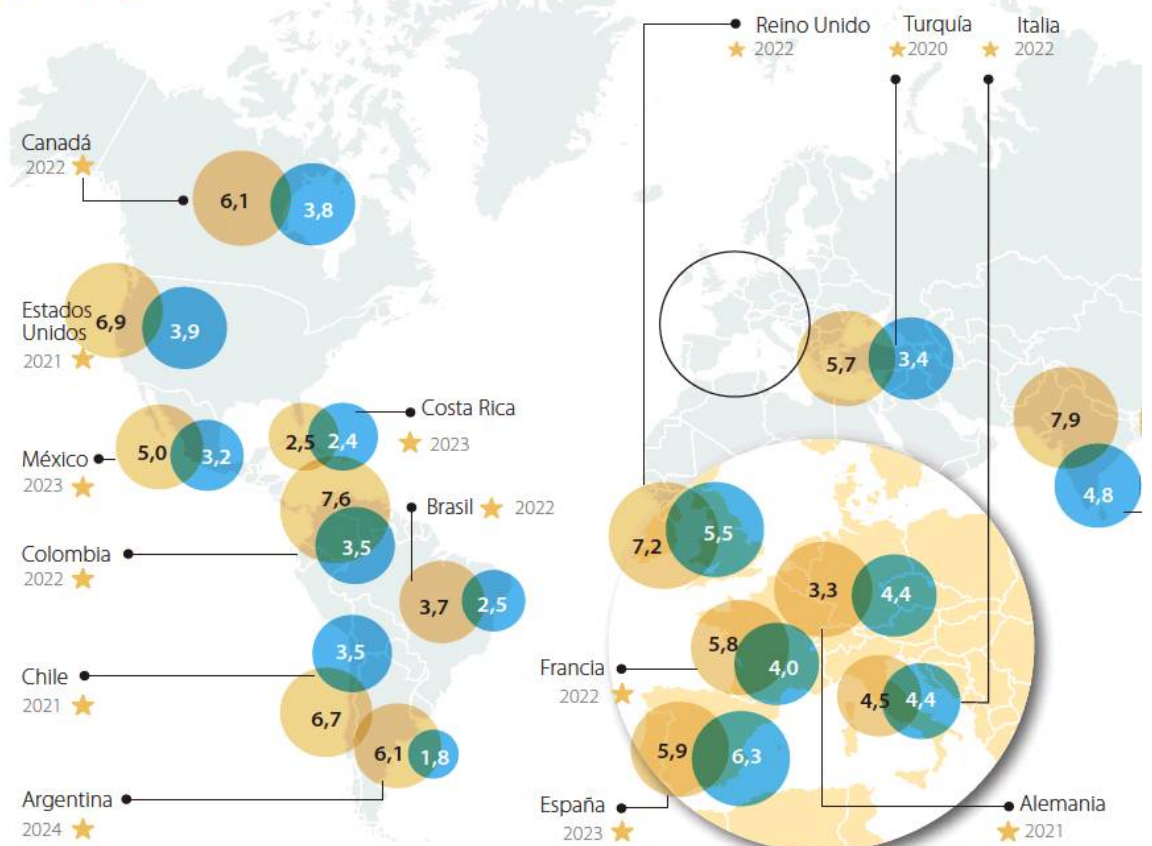 Reino Unido
2022
Turquía
2020
Italia
2022
Canadá
2022
6,1
3,8
Estados
Unidos
2021
6,9
3,9
5,7
3,4
Costa Rica
2023
2,5
2,4
México
2023
5,0
3,2
7,9
4,8
7,6
3,5
Brasil
2022
Colombia
2022
3,7
2,5
7,2
5,5
3,3
4,4
3,5
Chile
2021
6,7
Francia
2022
5,8
4,0
4,5
4,4
6,1
1,8
5,9
6,3
Argentina
2024
España
2023
Alemania
2021